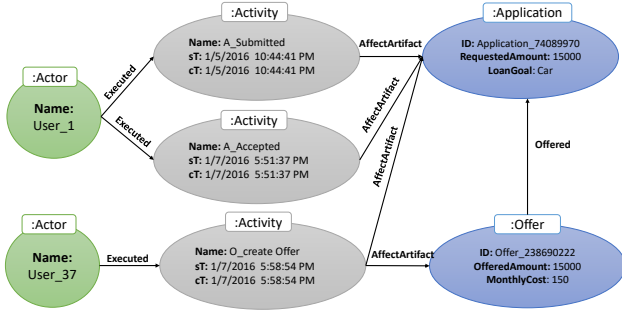 :Activity
:Application
Name: A_Submitted
sT: 1/5/2016 10:44:41 PM
cT: 1/5/2016 10:44:41 PM
AffectArtifact
ID: Application_74089970
RequestedAmount: 15000
LoanGoal: Car
:Actor
Name:
User_1
Executed
Executed
AffectArtifact
:Activity
Name: A_Accepted
sT: 1/7/2016 5:51:37 PM
cT: 1/7/2016 5:51:37 PM
AffectArtifact
Offered
:Actor
Name:
User_37
Executed
:Activity
Name: O_create Offer
sT: 1/7/2016 5:58:54 PM
cT: 1/7/2016 5:58:54 PM
AffectArtifact
:Offer
ID: Offer_238690222
OfferedAmount: 15000
MonthlyCost: 150